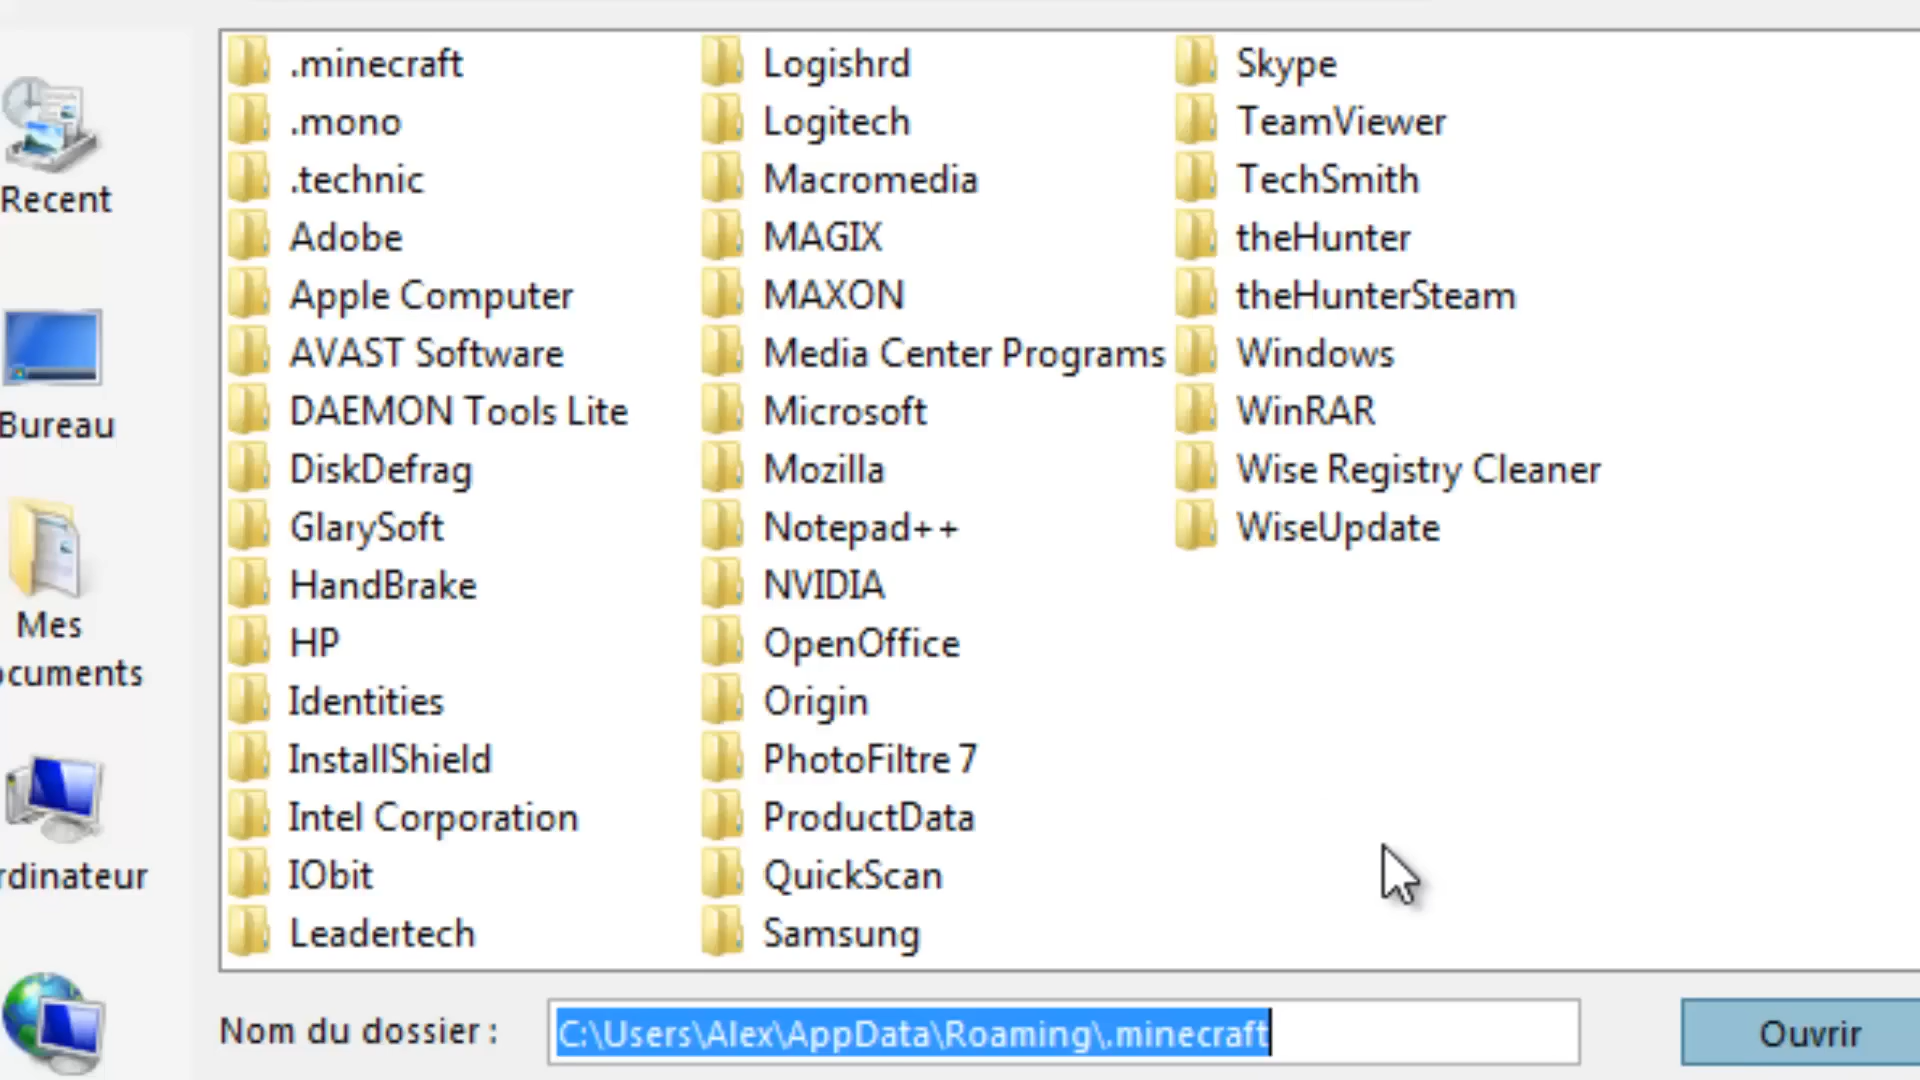 Recent
Bureau
Mes
ocuments
rdinateur
.minecraft
.mono
.technic
Adobe
Apple Computer
AVAST Software
DAEMON Tools Lite
DiskDefrag
GlarySoft
HandBrake
HP
Identities
InstallShield
Intel Corporation
IObit
Leadertech
Logishrd
Logitech
Macromedia
MAGIX
MAXON
Media Center Programs
Microsoft
Mozilla
Notepad++
NVIDIA
OpenOffice
Origin
PhotoFiltre 7
ProductData
QuickScan
Samsung
Skype
TeamViewer
TechSmith
theHunter
theHunterSteam
Windows
WinRAR
Wise Registry Cleaner
WiseUpdate
Nom du dossier : C:\Users\Alex\AppData\Roaming\.minecraft Ouvrir